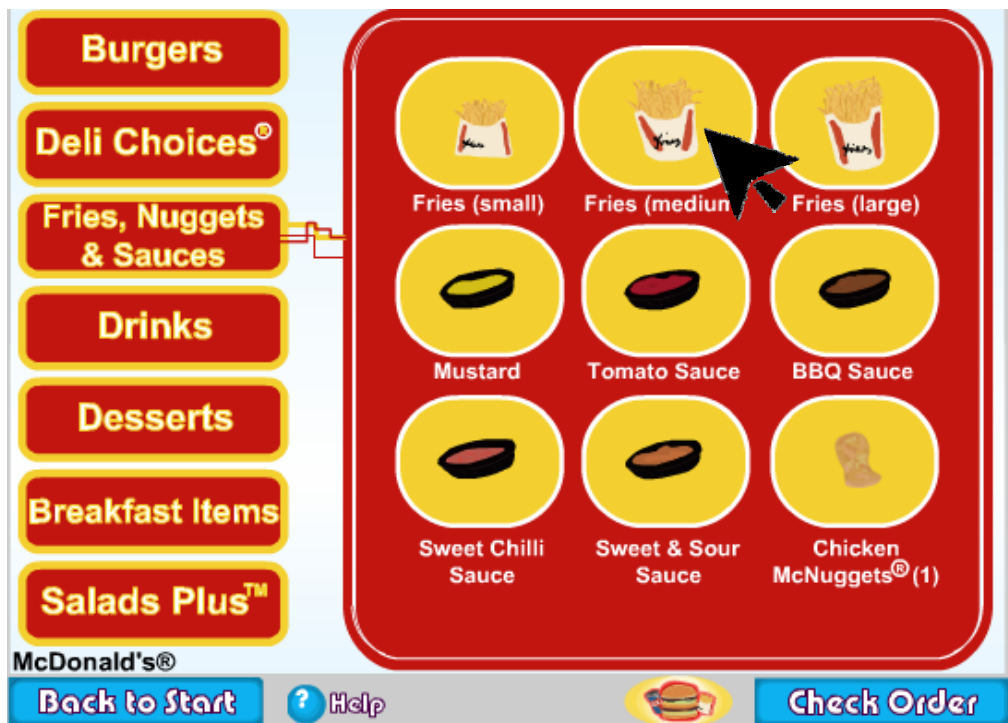 Burgers
Deli Choices®
Fries, Nuggets
& Sauces
Drinks
Desserts
Breakfast Items
Salads Plus™
McDonald's®
Fries (small)
Fries (medium
Fries (large)
Mustard
Tomato Sauce
BBQ Sauce
Sweet Chilli
Sauce
Sweet & Sour
Sauce
Chicken
McNuggets® (1)
Back to Start
? Help
Check Order